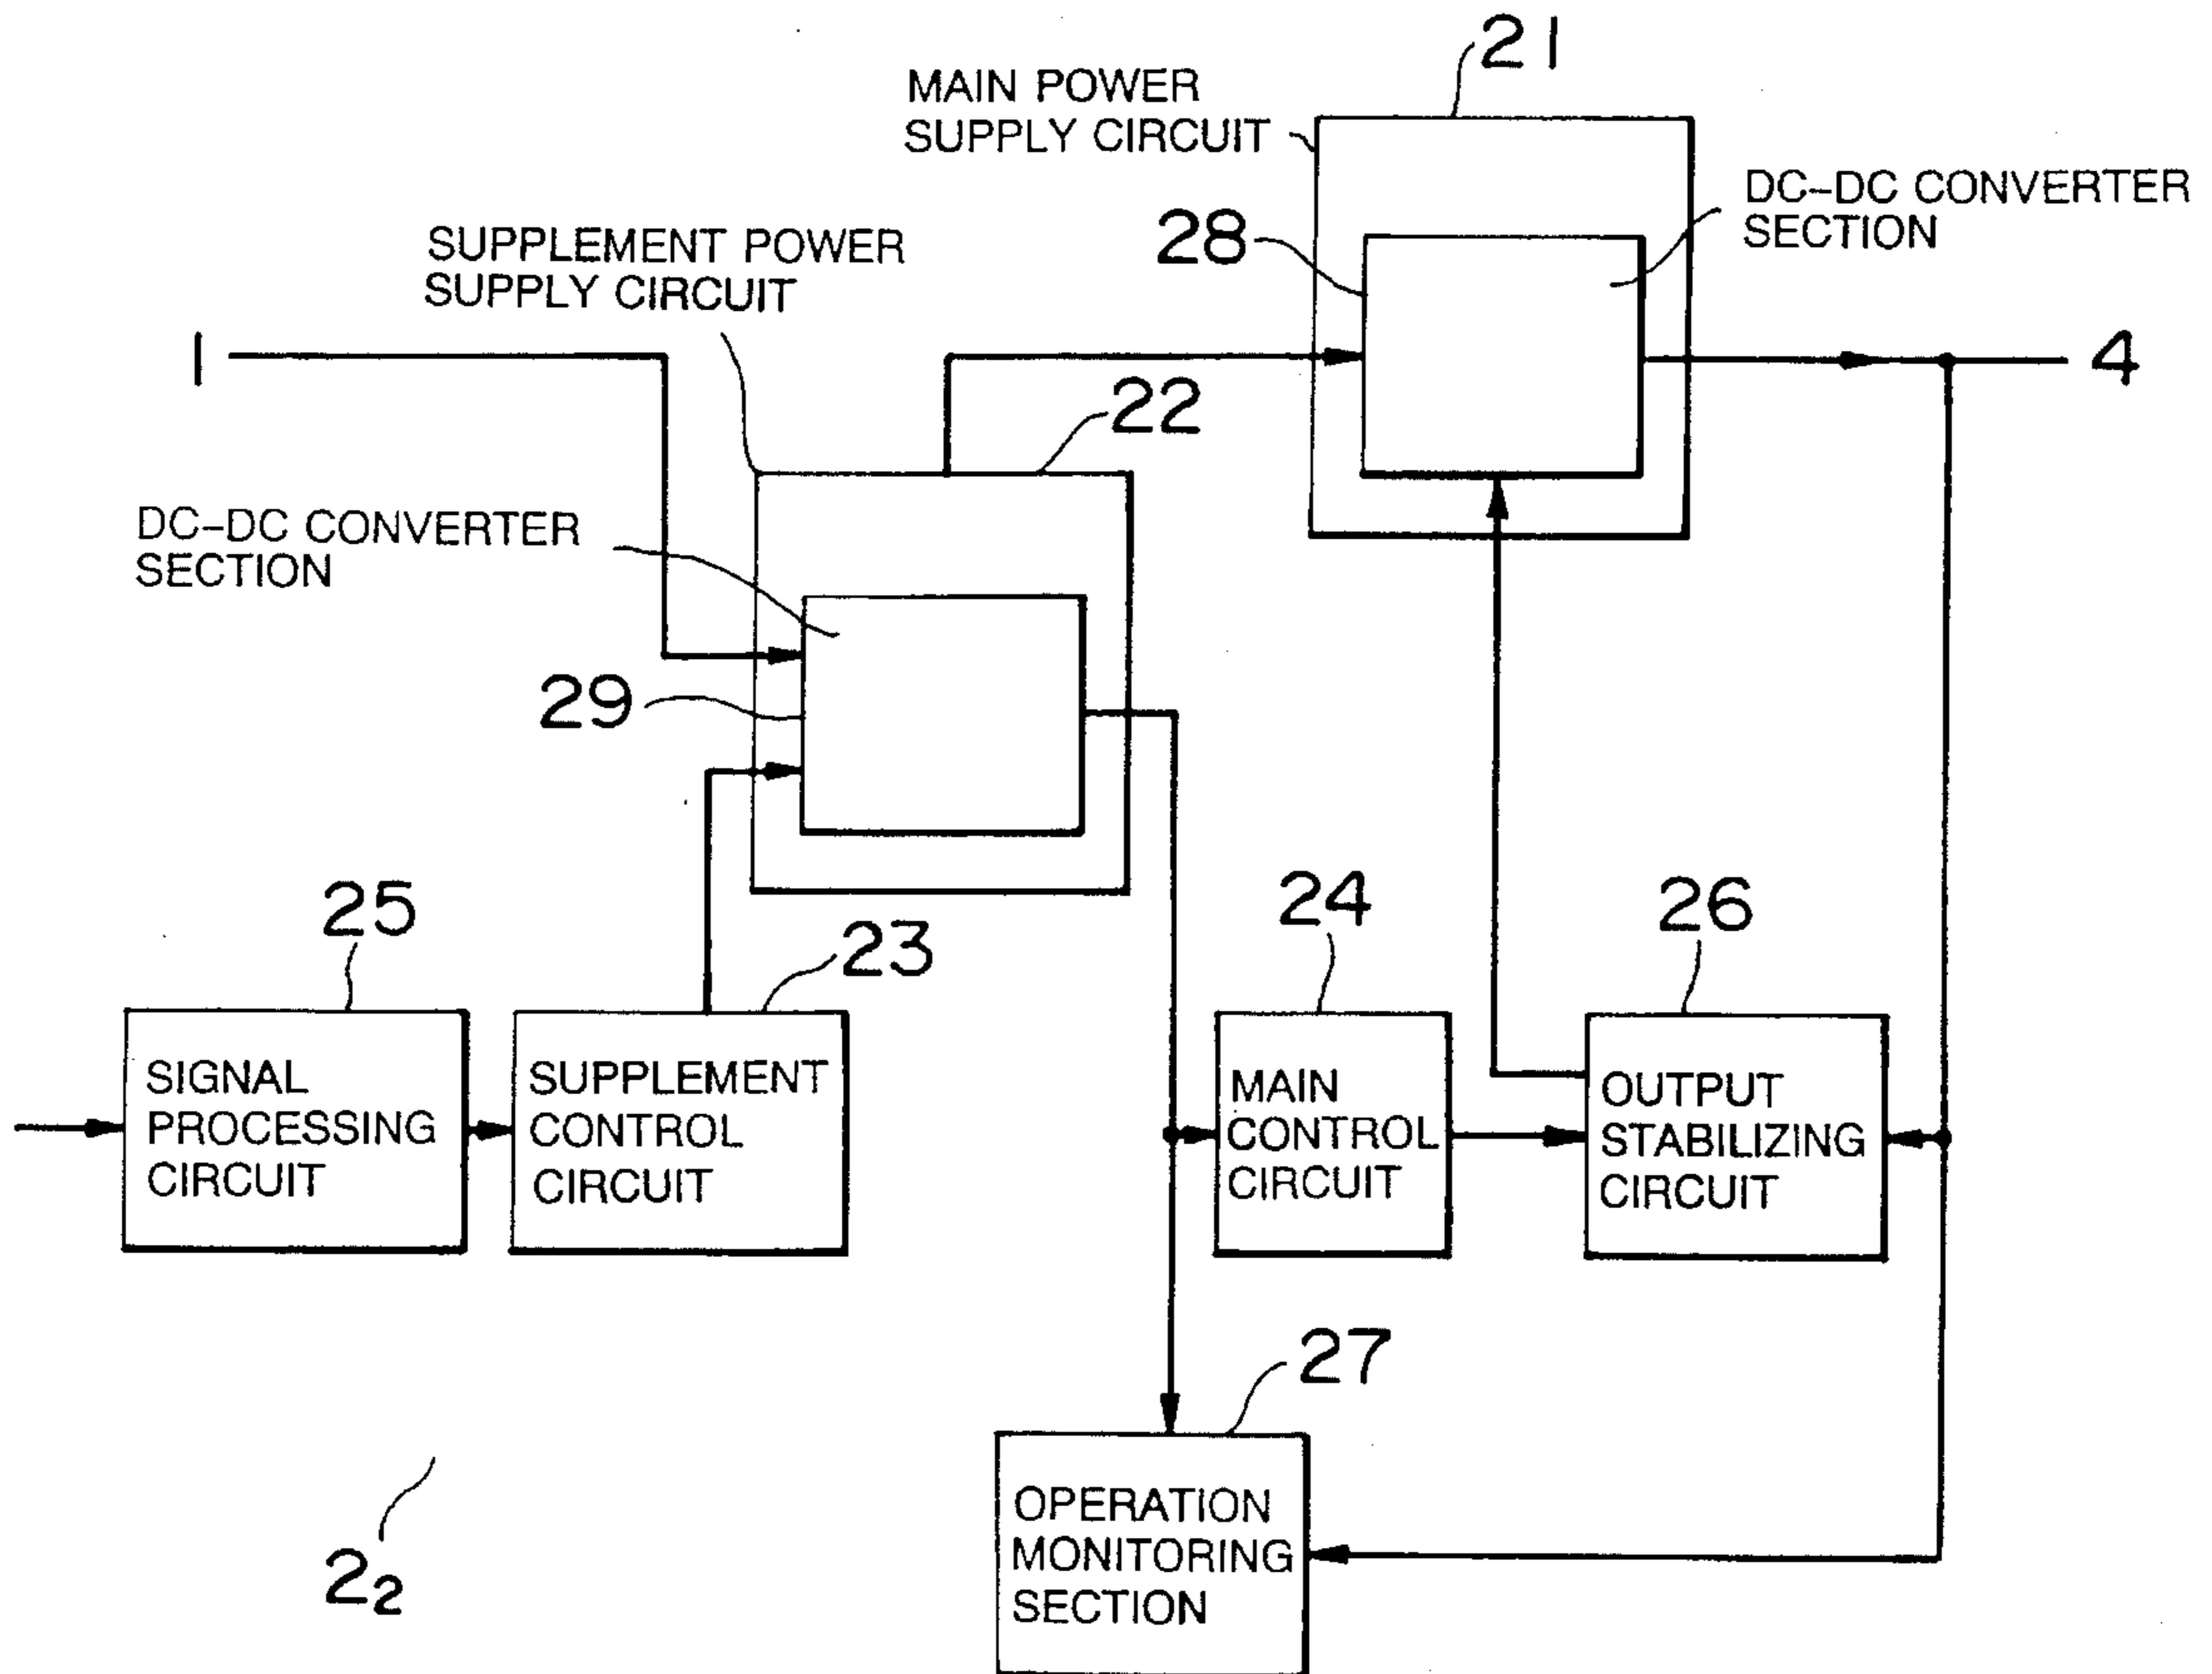 21
MAIN POWER
SUPPLY CIRCUIT
DC-DC CONVERTER
SECTION
28
SUPPLEMENT POWER
SUPPLY CIRCUIT
1
4
22
DC-DC CONVERTER
SECTION
29
25
23
24
26
SIGNAL
PROCESSING
CIRCUIT
SUPPLEMENT
CONTROL
CIRCUIT
MAIN
CONTROL
CIRCUIT
OUTPUT
STABILIZING
CIRCUIT
27
OPERATION
MONITORING
SECTION
2₂